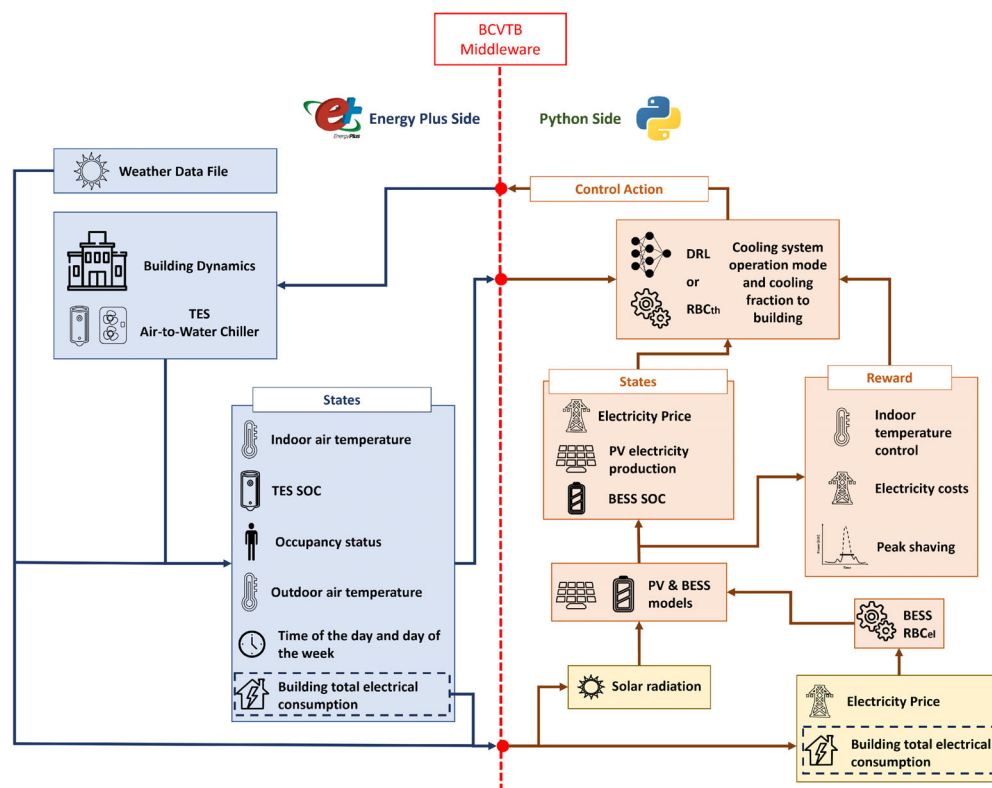 BCVTB
Middleware
et
EnergyPlus
Energy Plus Side
Python Side
Weather Data File
Control Action
Building Dynamics
TES
Air-to-Water Chiller
DRL
or
RBCth
Cooling system
operation mode
and cooling
fraction to
building
States
Indoor air temperature
TES SOC
Occupancy status
Outdoor air temperature
Time of the day and day of
the week
Building total electrical
consumption
States
Electricity Price
PV electricity
production
BESS SOC
Reward
Indoor
temperature
control
Electricity costs
Peak shaving
Power [kW]
Time
PV & BESS
models
BESS
RBCel
Solar radiation
Electricity Price
Building total electrical
consumption